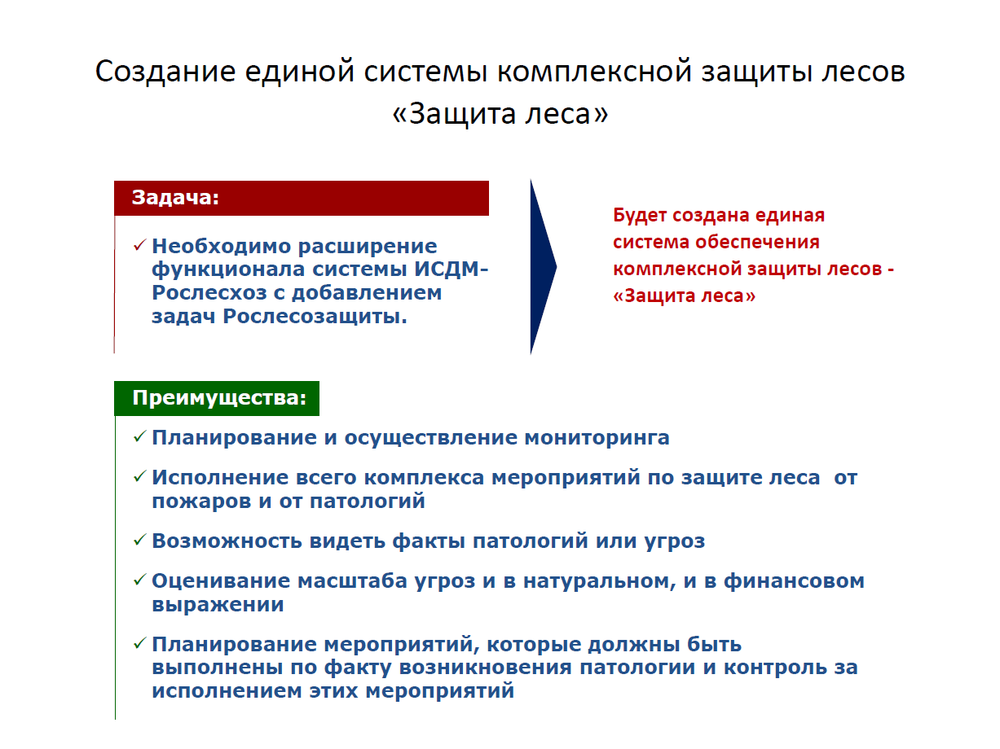 Создание единой системы комплексной защиты лесов
«Защита леса»
Задача:
Необходимо расширение
функционала системы ИСДМ–
Рослесхоз с добавлением
задач Рослесозащиты.
Будет создана единая
система обеспечения
комплексной защиты лесов -
«Защита леса»
Преимущества:
Планирование и осуществление мониторинга
Исполнение всего комплекса мероприятий по защите леса  от
пожаров и от патологий
Возможность видеть факты патологий или угроз
Оценивание масштаба угроз и в натуральном, и в финансовом
выражении
Планирование мероприятий, которые должны быть
выполнены по факту возникновения патологии и контроль за
исполнением этих мероприятий